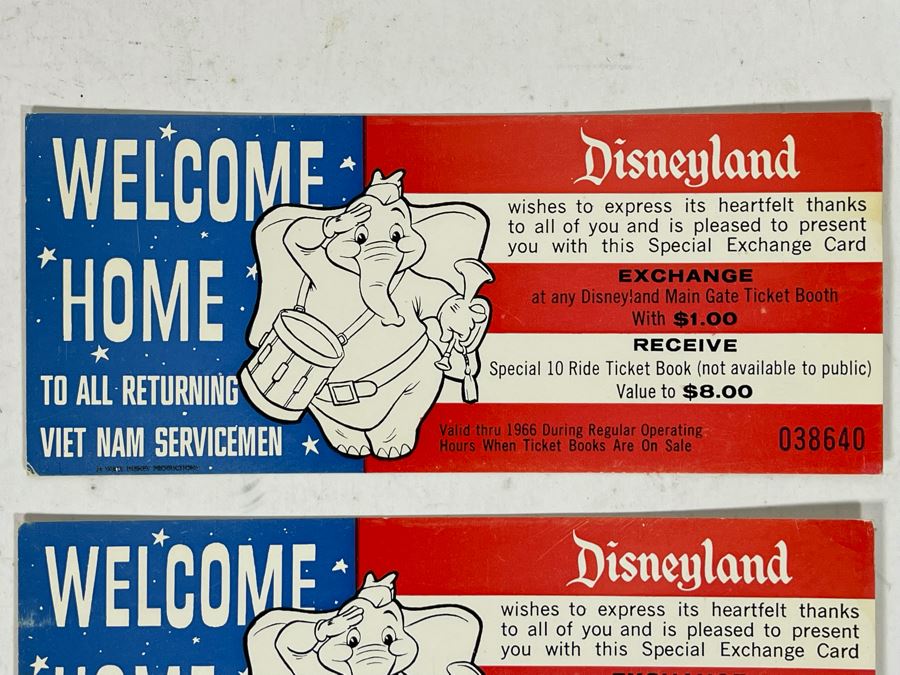 WELCOME
HOME
TO ALL RETURNING
VIET NAM SERVICEMEN
© WALT DISNEY PRODUCTIONS
Disneyland
wishes to express its heartfelt thanks
to all of you and is pleased to present
you with this Special Exchange Card
EXCHANGE
at any Disneyland Main Gate Ticket Booth
With $1.00
RECEIVE
Special 10 Ride Ticket Book (not available to public)
Value to $8.00
Valid thru 1966 During Regular Operating
Hours When Ticket Books Are On Sale
038640
WELCOME
HOME
Disneyland
wishes to express its heartfelt thanks
to all of you and is pleased to present
you with this Special Exchange Card